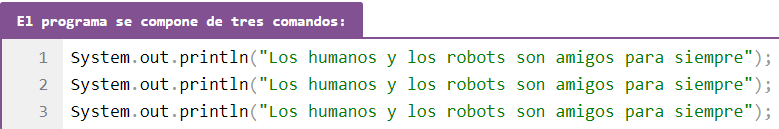 El programa se compone de tres comandos:
1 System.out.println("Los humanos y los robots son amigos para siempre");
2 System.out.println("Los humanos y los robots son amigos para siempre");
3 System.out.println("Los humanos y los robots son amigos para siempre");